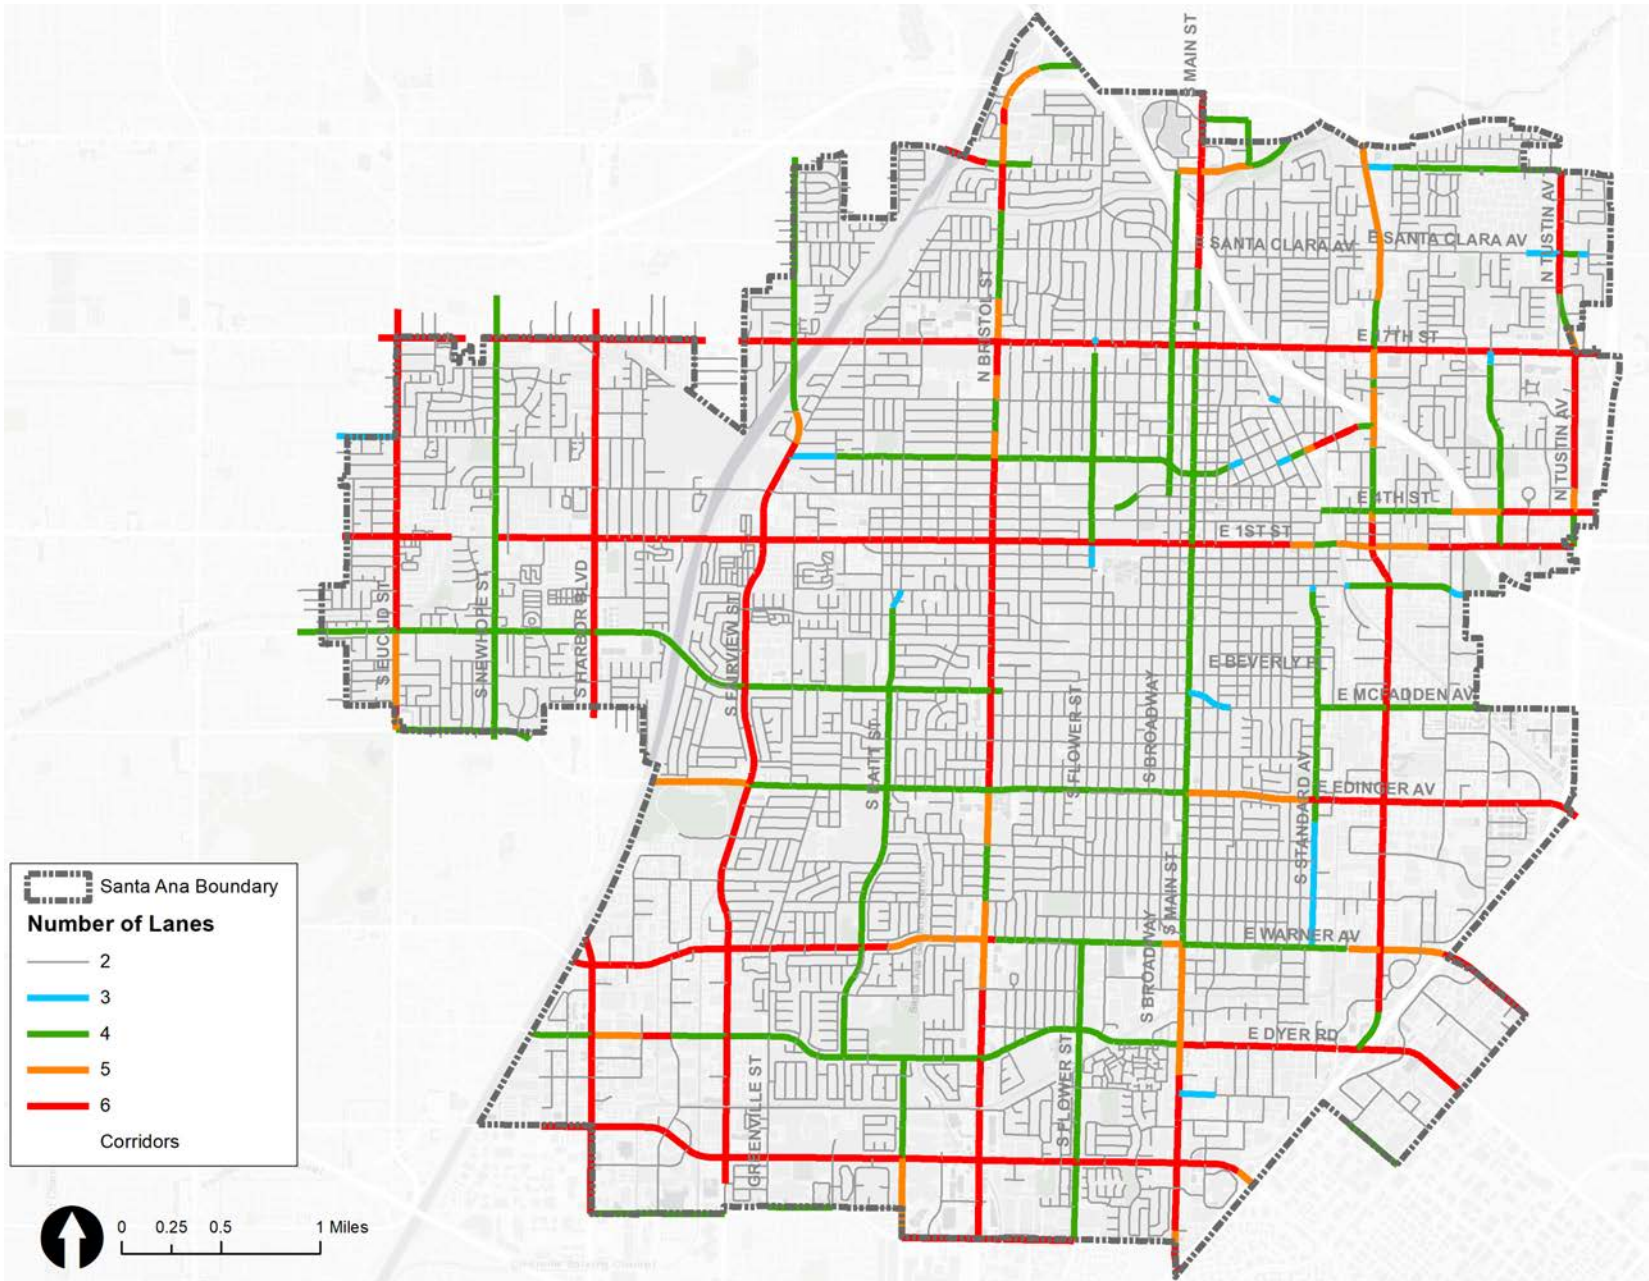 S MAIN ST
E SANTA CLARA AV
E SANTA CLARA AV
N TUSTIN AV
N BRISTOL ST
E 17TH ST
N TUSTIN AV
E 4TH ST
E 1ST ST
S EUCLID ST
S NEWHOPE ST
S HARBOR BLVD
S FAIRVIEW ST
E BEVERLY PL
E MCFADDEN AV
S FLOWER ST
S BROADWAY
S RAITT ST
S STANDARD AV
E EDINGER AV
S MAIN ST
E WARNER AV
S BROADWAY
E DYER RD
S FLOWER ST
GREENVILLE ST
Santa Ana Boundary
Number of Lanes
2
3
4
5
6
Corridors
0 0.25 0.5 1 Miles